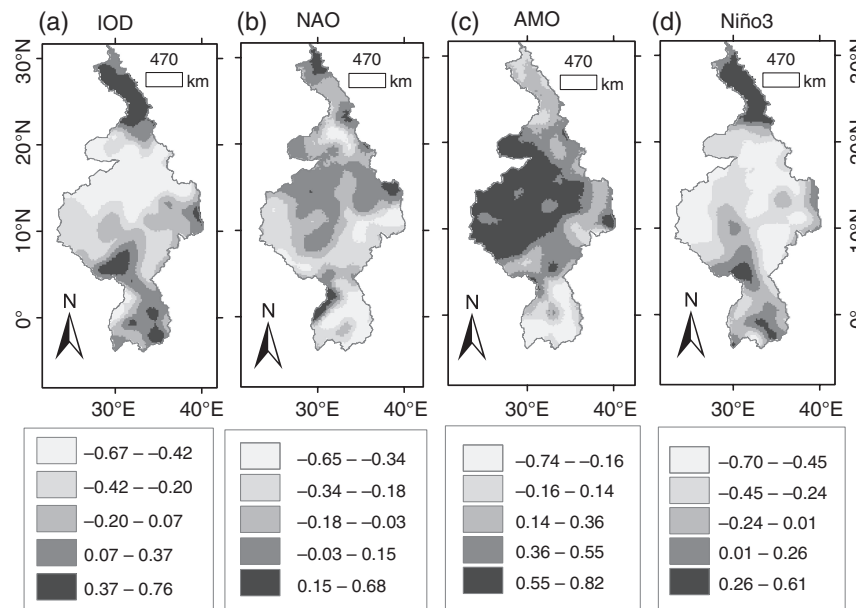 (a) IOD (b) NAO (c) AMO (d) Niño3
470 470 470 470
km km km km
30°N 30°N
20°N 20°N
10°N 10°N
N N N N
0° 0°
30°E 40°E 30°E 40°E 30°E 40°E 30°E 40°E
–0.67 – –0.42
–0.42 – –0.20
–0.20 – 0.07
0.07 – 0.37
0.37 – 0.76
–0.65 – –0.34
–0.34 – –0.18
–0.18 – –0.03
–0.03 – 0.15
0.15 – 0.68
–0.74 – –0.16
–0.16 – 0.14
0.14 – 0.36
0.36 – 0.55
0.55 – 0.82
–0.70 – –0.45
–0.45 – –0.24
–0.24 – 0.01
0.01 – 0.26
0.26 – 0.61